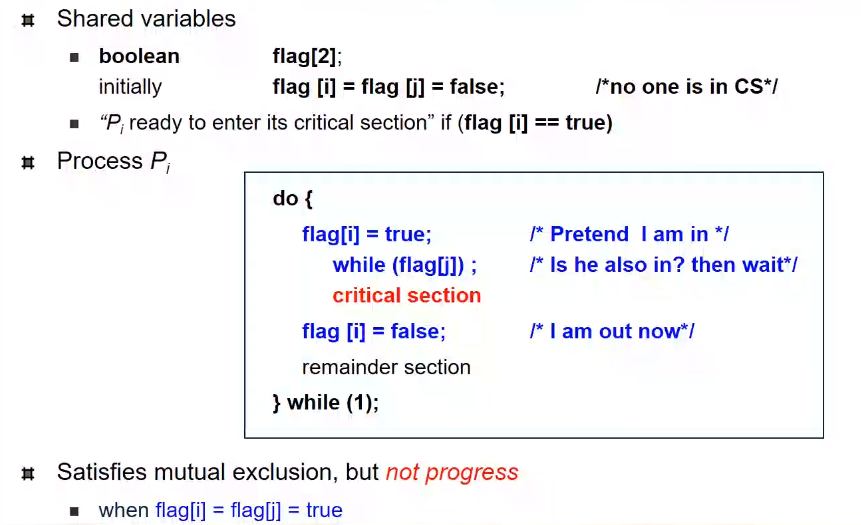 Shared variables
boolean flag[2];
initially flag [i] = flag [j] = false; /*no one is in CS*/
“Pi ready to enter its critical section” if (flag [i] == true)
Process Pi
do {
flag[i] = true; /* Pretend I am in */
while (flag[j]) ; /* Is he also in? then wait*/
critical section
flag [i] = false; /* I am out now*/
remainder section
} while (1);
Satisfies mutual exclusion, but not progress
when flag[i] = flag[j] = true